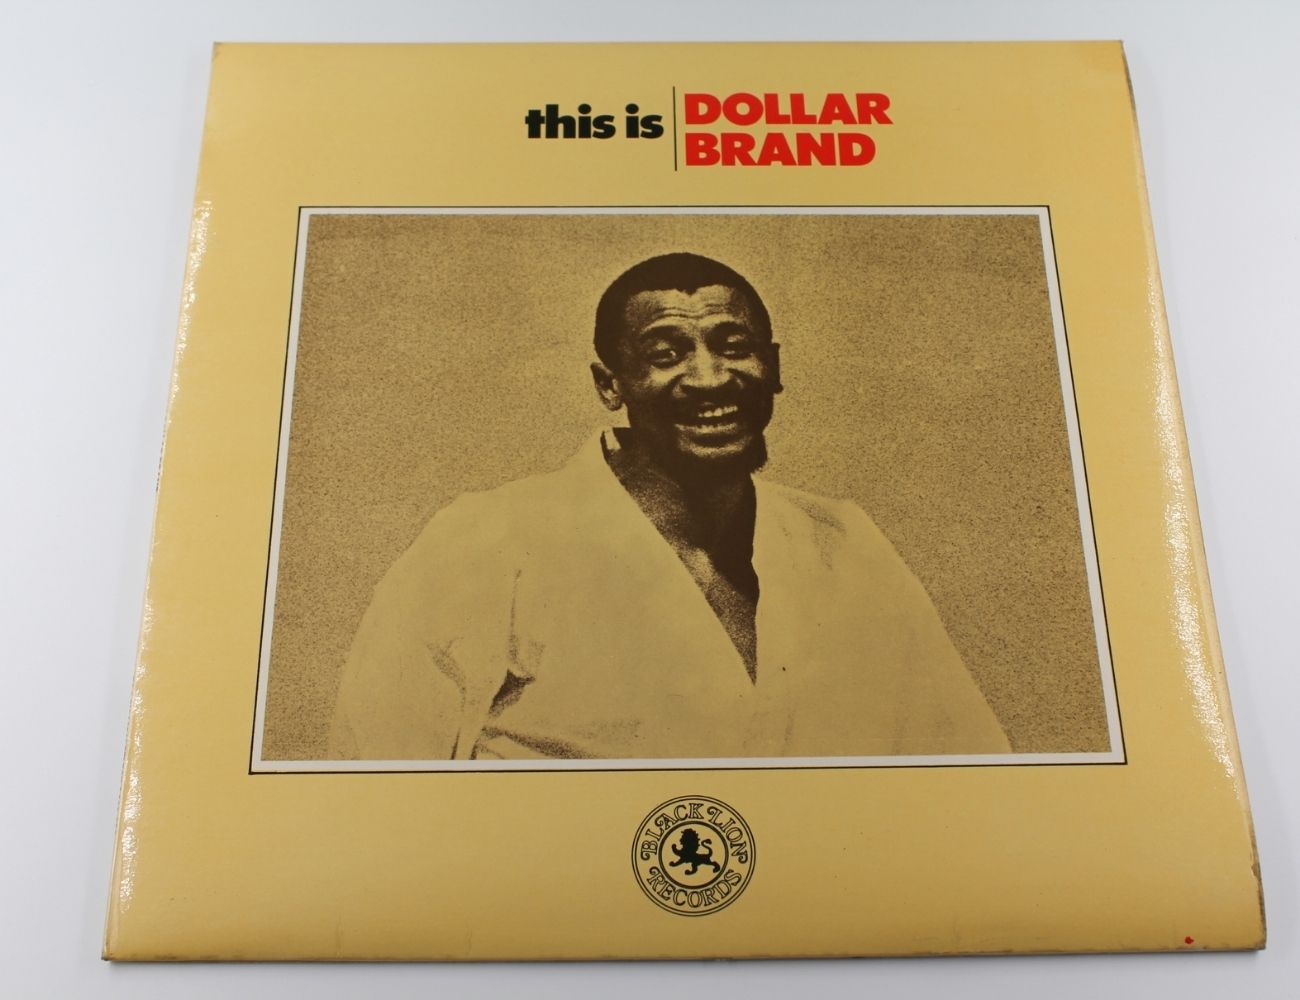 this is
DOLLAR
BRAND
BLACK LION
RECORDS